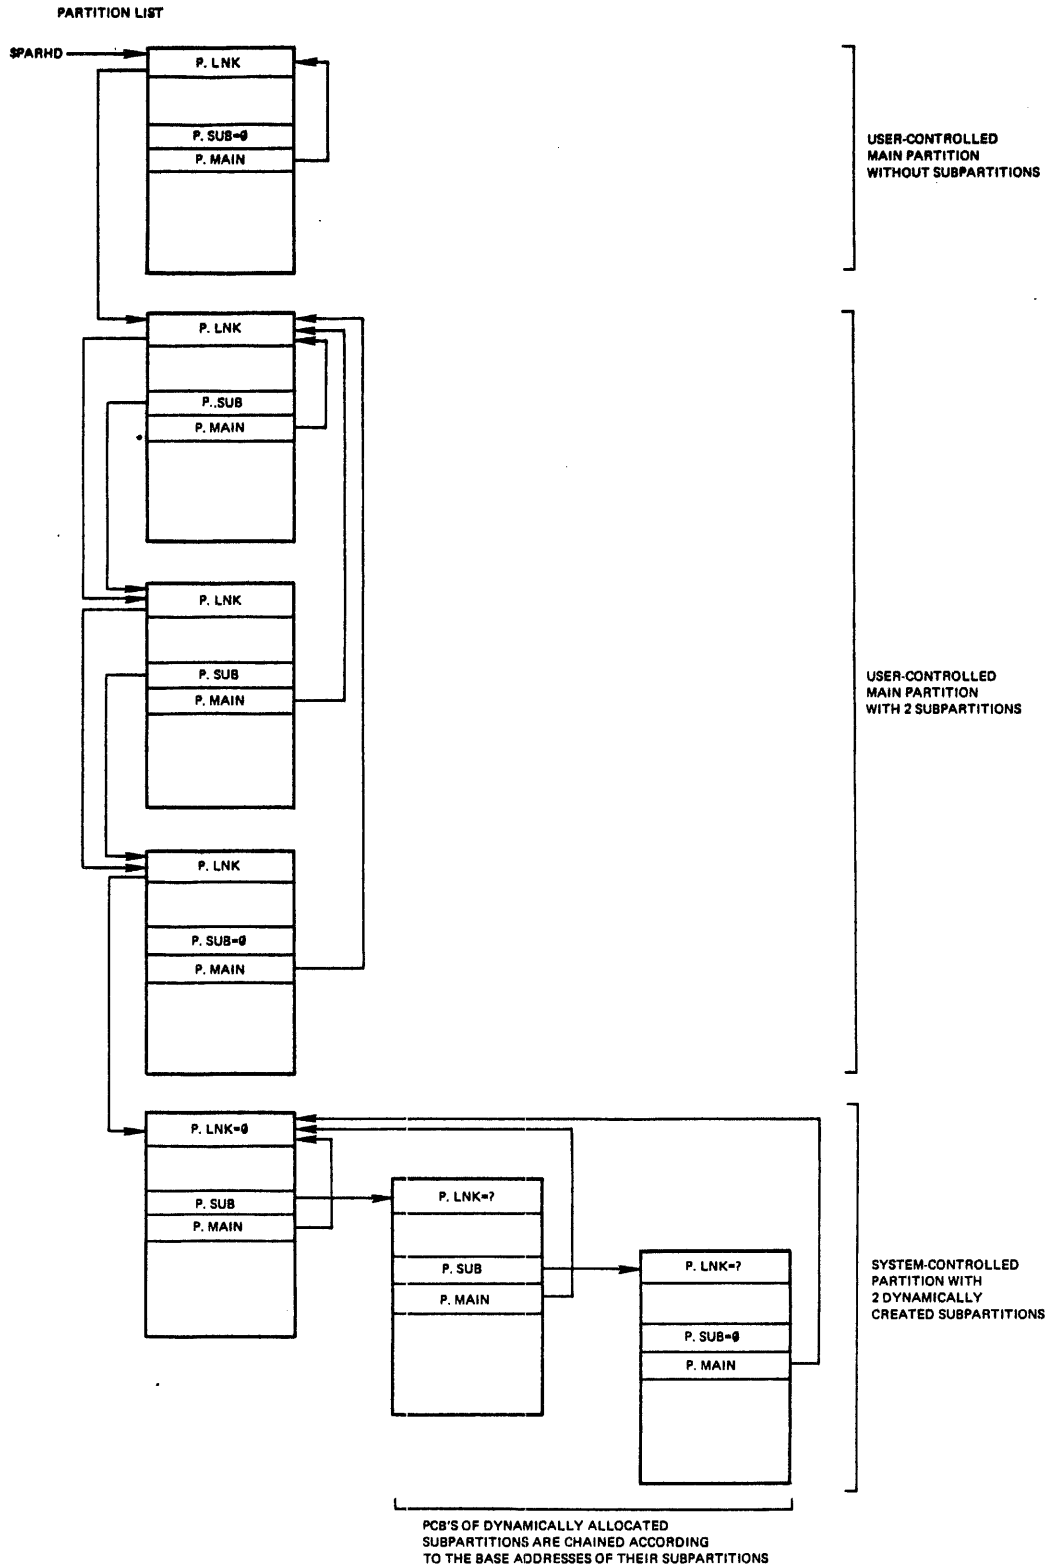 PARTITION LIST
$PARHD
P. LNK
P. SUB=0
P. MAIN
USER-CONTROLLED
MAIN PARTITION
WITHOUT SUBPARTITIONS
P. LNK
P. SUB
P. MAIN
P. LNK
P. SUB
P. MAIN
USER-CONTROLLED
MAIN PARTITION
WITH 2 SUBPARTITIONS
P. LNK
P. SUB=0
P. MAIN
P. LNK=0
P. SUB
P. MAIN
P. LNK=?
P. SUB
P. MAIN
P. LNK=?
P. SUB=0
P. MAIN
SYSTEM-CONTROLLED
PARTITION WITH
2 DYNAMICALLY
CREATED SUBPARTITIONS
PCB'S OF DYNAMICALLY ALLOCATED
SUBPARTITIONS ARE CHAINED ACCORDING
TO THE BASE ADDRESSES OF THEIR SUBPARTITIONS